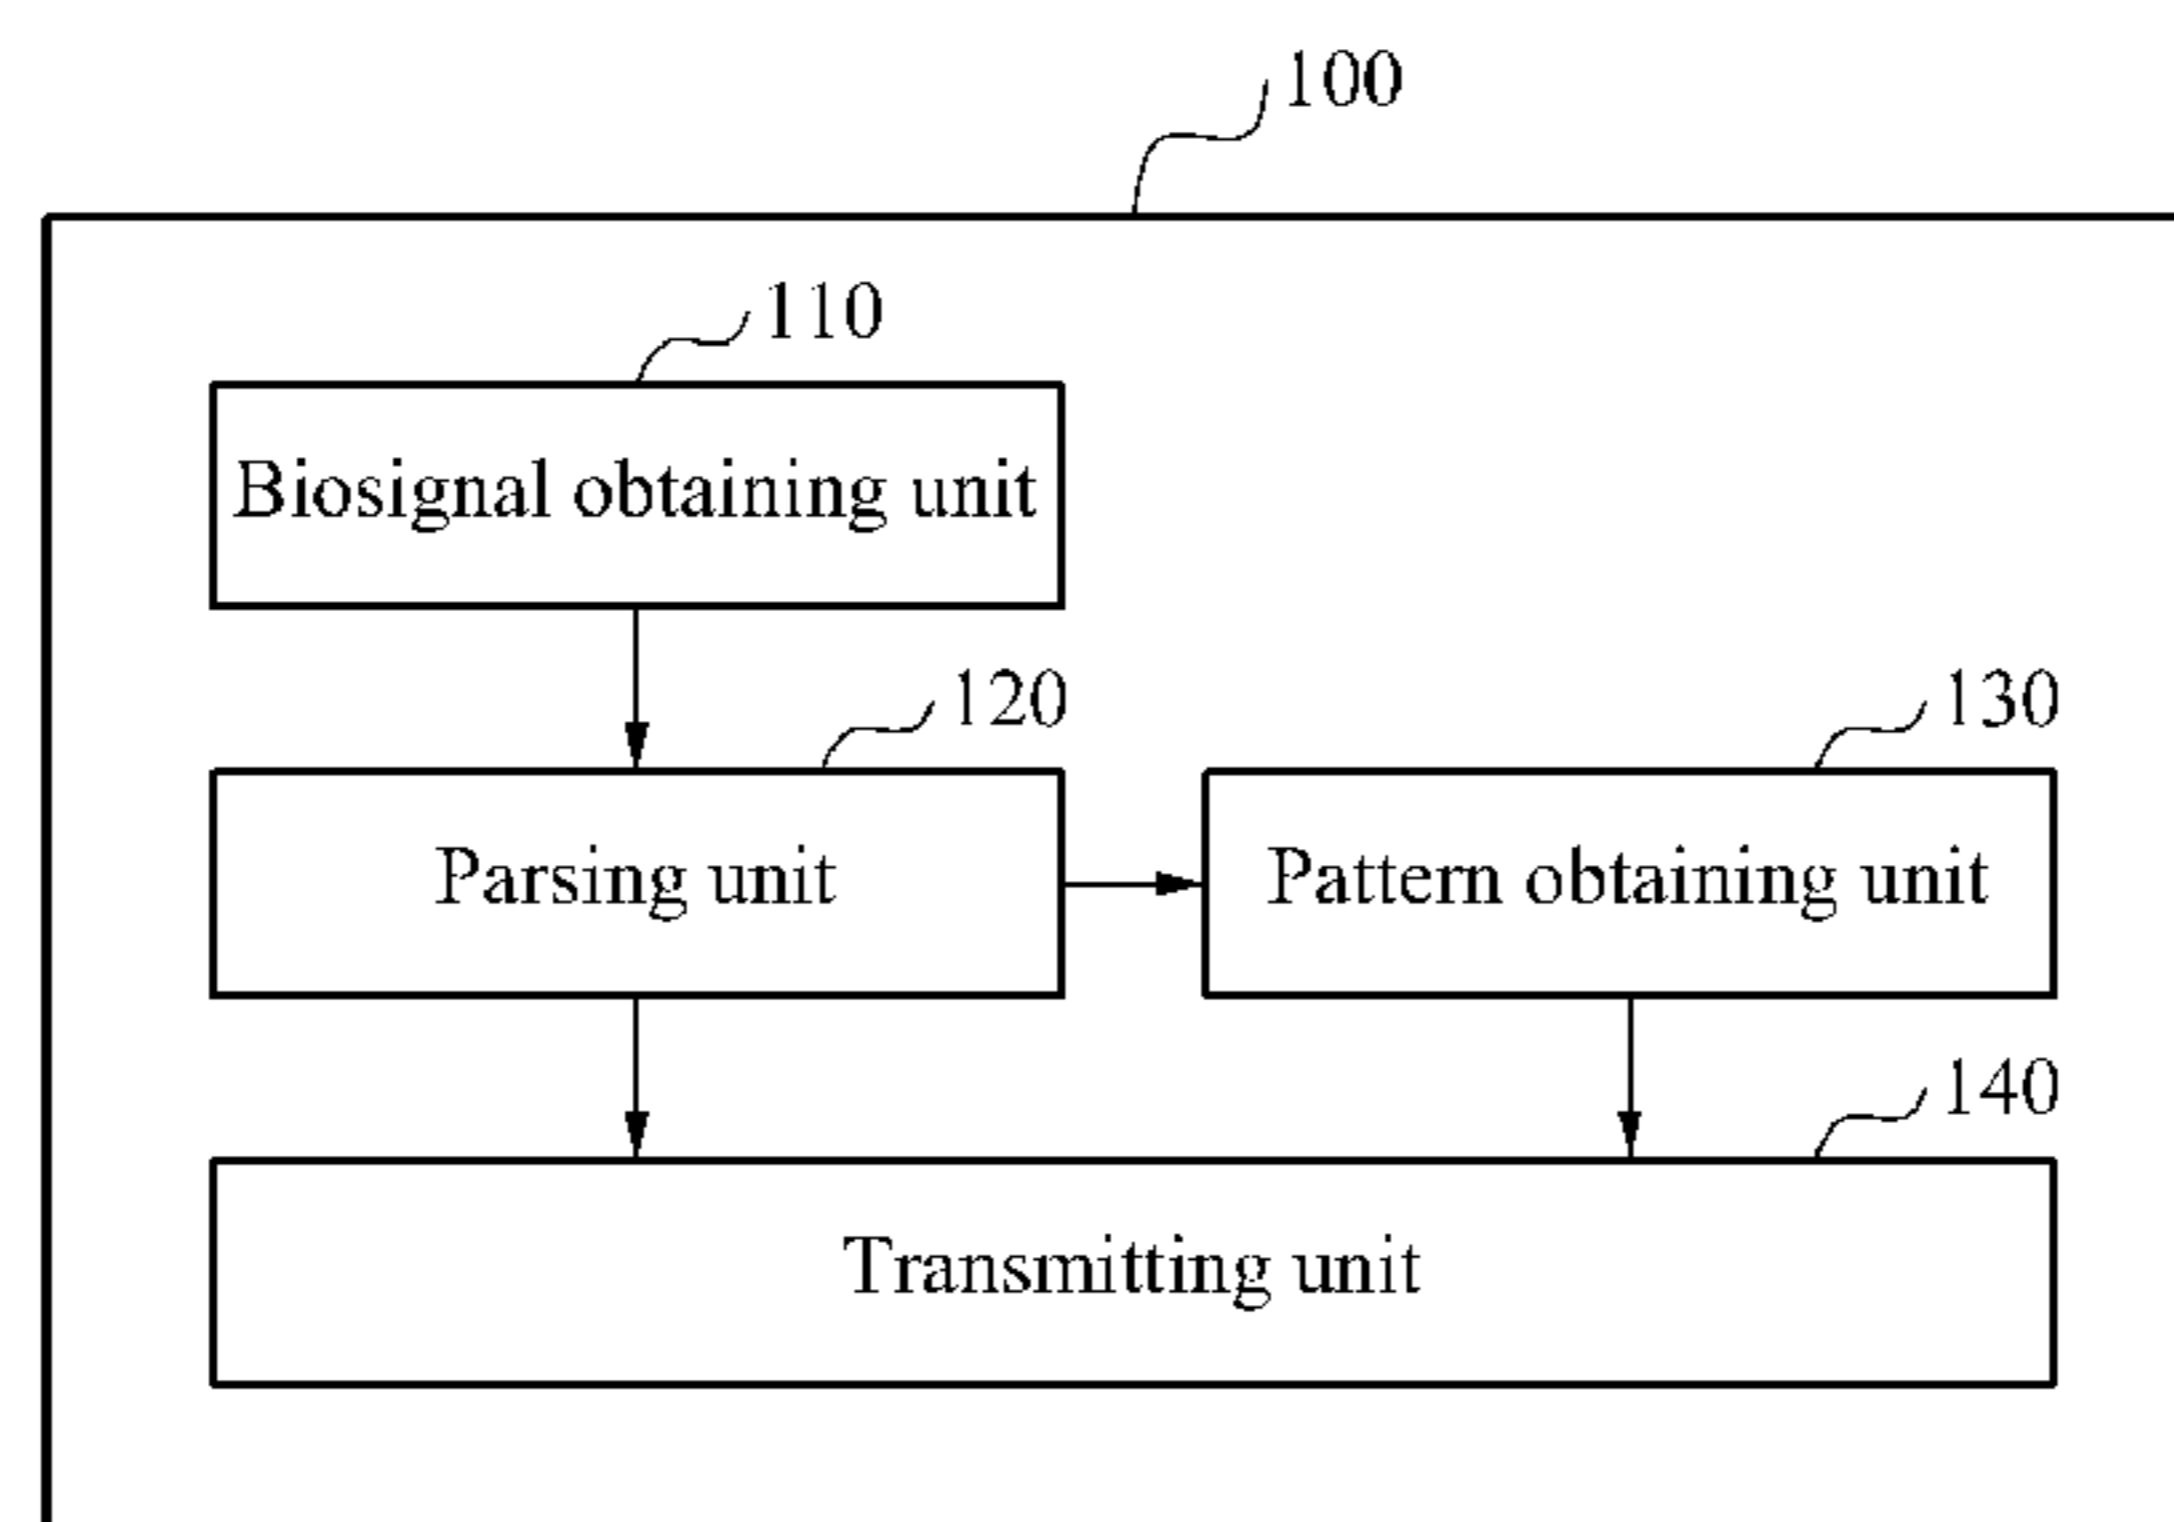 100
110
Biosignal obtaining unit
120
130
Parsing unit
Pattern obtaining unit
140
Transmitting unit